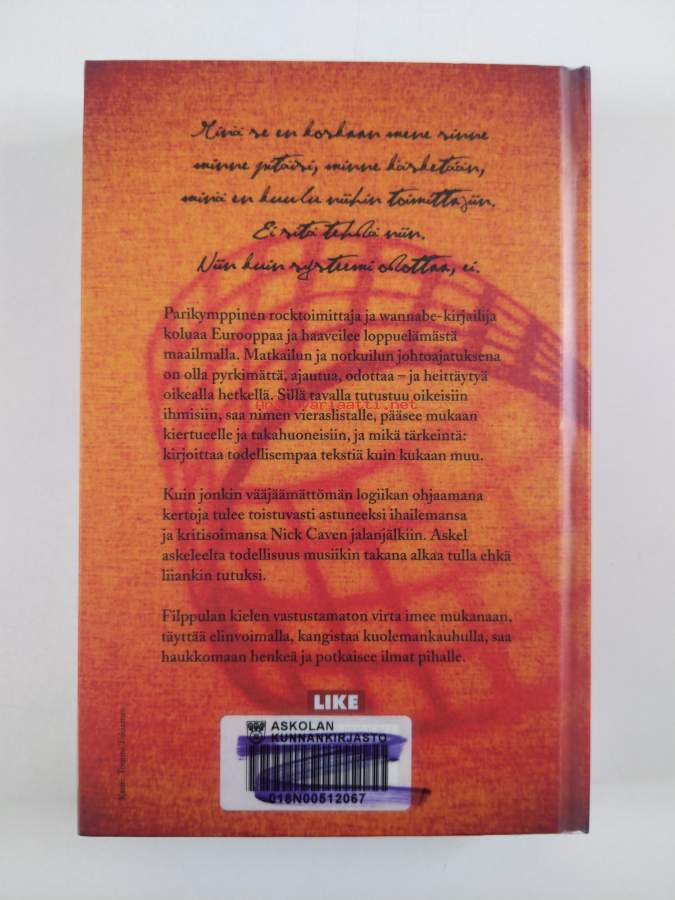 Minä se en koskaan mene sinne
minne pitäisi, minne käsketään,
minä en kuulu niihin toimittajiin.
Ei sitä tehdä niin.
Niin kuin systeemi odottaa, ei.
Parikymppinen rocktoimittaja ja wannabe-kirjailija
koluaa Eurooppaa ja haaveilee loppuelämästä
maailmalla. Matkailun ja notkuilun johtoajatuksena
on olla pyrkimättä, ajautua, odottaa – ja heittäytyä
oikealla hetkellä. Sillä tavalla tutustuu oikeisiin
ihmisiin, saa nimen vieraslistalle, pääsee mukaan
kiertueelle ja takahuoneisiin, ja mikä tärkeintä:
kirjoittaa todellisempaa tekstiä kuin kukaan muu.
Kuin jonkin vääjäämättömän logiikan ohjaamana
kertoja tulee toistuvasti astuneeksi ihailemansa
ja kritisoimansa Nick Caven jalanjälkiin. Askel
askeleelta todellisuus musiikin takana alkaa tulla ehkä
liiankin tutuksi.
Filppulan kielen vastustamaton virta imee mukanaan,
täyttää elinvoimalla, kangistaa kuolemankauhulla, saa
haukkomaan henkeä ja potkaisee ilmat pihalle.
LIKE
ASKOLAN
KUNNANKIRJASTO
018N00512067